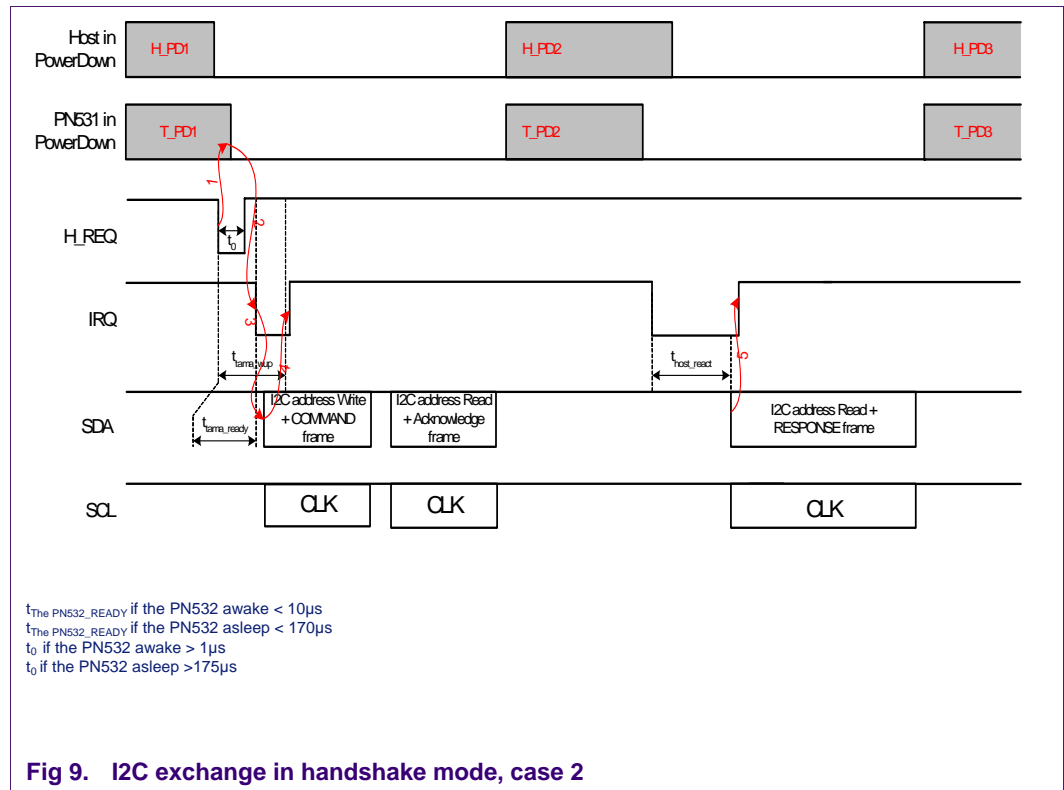 Host in
PowerDown
H_PD1
H_PD2
H_PD3
PN531 in
PowerDown
T_PD1
T_PD2
T_PD3
1
2
H_REQ
t0
IRQ
3
4
5
ttama_wup
thost_react
SDA
I2C address Write
+ COMMAND
frame
I2C address Read
+ Acknowledge
frame
I2C address Read +
RESPONSE frame
ttama_ready
SCL
CLK
CLK
CLK
tThe PN532_READY if the PN532 awake < 10µs
tThe PN532_READY if the PN532 asleep < 170µs
t0 if the PN532 awake > 1µs
t0 if the PN532 asleep >175µs
Fig 9. I2C exchange in handshake mode, case 2